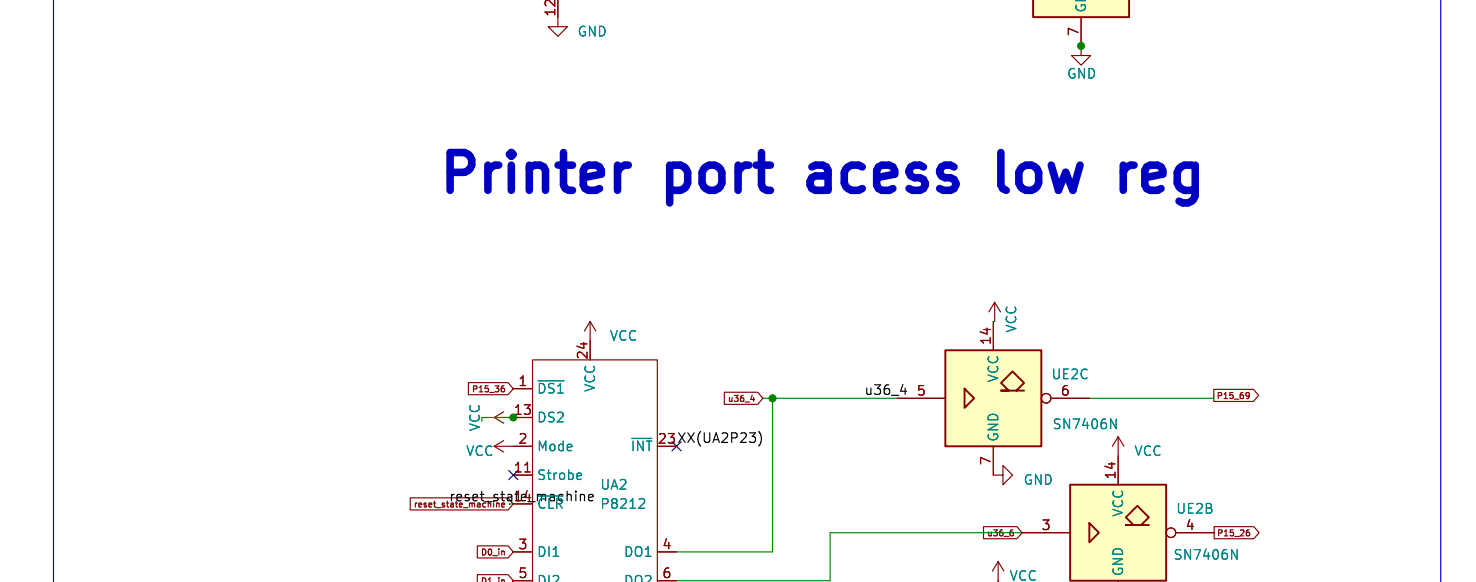 12
GND
GND
7
GND
Printer port acess low reg
VCC
24
VCC
P15_36
1
DS1
VCC
13
DS2
VCC
2
Mode
11
Strobe
reset_state_machine
reset_state_machine
14
CLR
D0_in
3
DI1
D1_in
5
DI2
INT
23
XX(UA2P23)
UA2
P8212
DO1
4
DO2
6
u36_4
u36_4
5
14
VCC
VCC
GND
7
GND
UE2C
6
SN7406N
P15_69
u36_6
3
14
VCC
VCC
GND
UE2B
4
SN7406N
P15_26
VCC